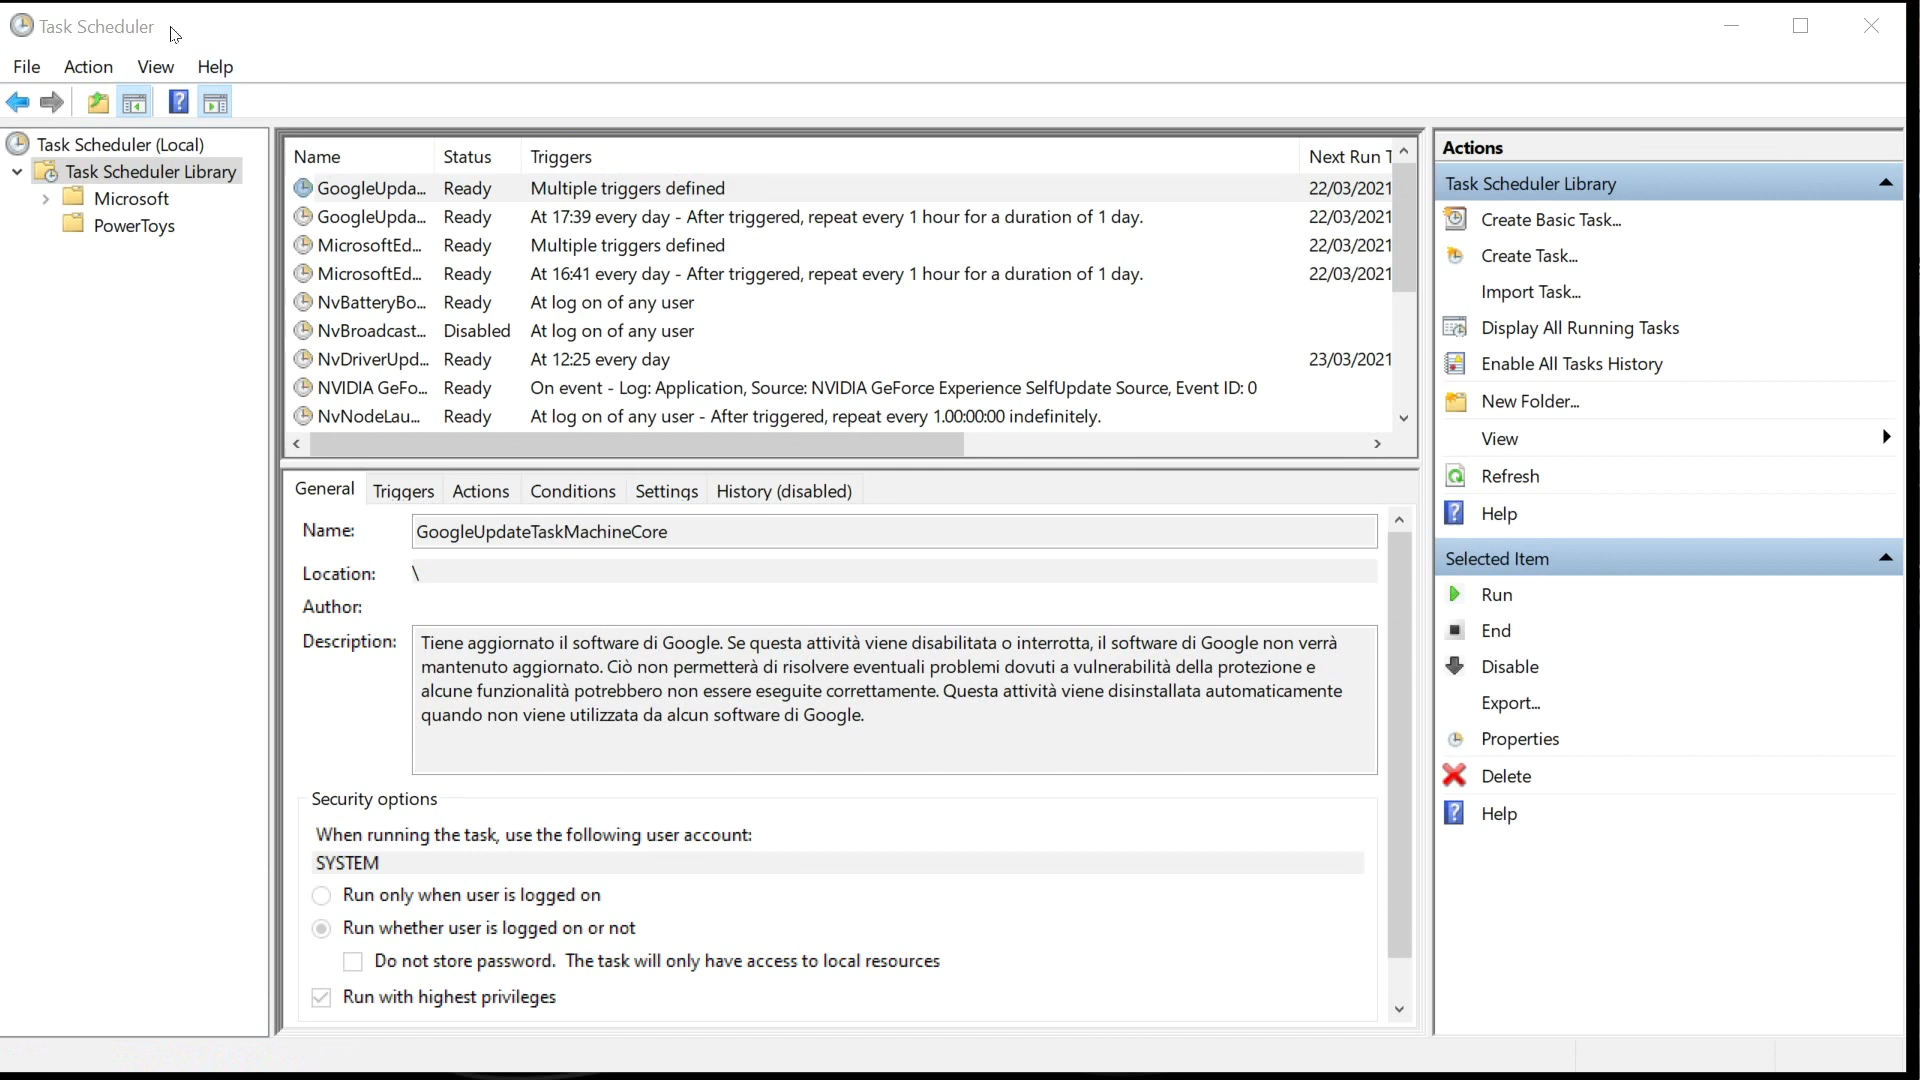 Task Scheduler
File Action View Help
Task Scheduler (Local)
Task Scheduler Library
Microsoft
PowerToys
Name Status Triggers Next Run T
GoogleUpda... Ready Multiple triggers defined 22/03/2021
GoogleUpda... Ready At 17:39 every day - After triggered, repeat every 1 hour for a duration of 1 day. 22/03/2021
MicrosoftEd... Ready Multiple triggers defined 22/03/2021
MicrosoftEd... Ready At 16:41 every day - After triggered, repeat every 1 hour for a duration of 1 day. 22/03/2021
NvBatteryBo... Ready At log on of any user
NvBroadcast... Disabled At log on of any user
NvDriverUpd... Ready At 12:25 every day 23/03/2021
NVIDIA GeFo... Ready On event - Log: Application, Source: NVIDIA GeForce Experience SelfUpdate Source, Event ID: 0
NvNodeLau... Ready At log on of any user - After triggered, repeat every 1.00:00:00 indefinitely.
General Triggers Actions Conditions Settings History (disabled)
Name: GoogleUpdateTaskMachineCore
Location: \
Author:
Description: Tiene aggiornato il software di Google. Se questa attività viene disabilitata o interrotta, il software di Google non verrà
mantenuto aggiornato. Ciò non permetterà di risolvere eventuali problemi dovuti a vulnerabilità della protezione e
alcune funzionalità potrebbero non essere eseguite correttamente. Questa attività viene disinstallata automaticamente
quando non viene utilizzata da alcun software di Google.
Security options
When running the task, use the following user account:
SYSTEM
Run only when user is logged on
Run whether user is logged on or not
Do not store password. The task will only have access to local resources
Run with highest privileges
Actions
Task Scheduler Library
Create Basic Task...
Create Task...
Import Task...
Display All Running Tasks
Enable All Tasks History
New Folder...
View
Refresh
Help
Selected Item
Run
End
Disable
Export...
Properties
Delete
Help